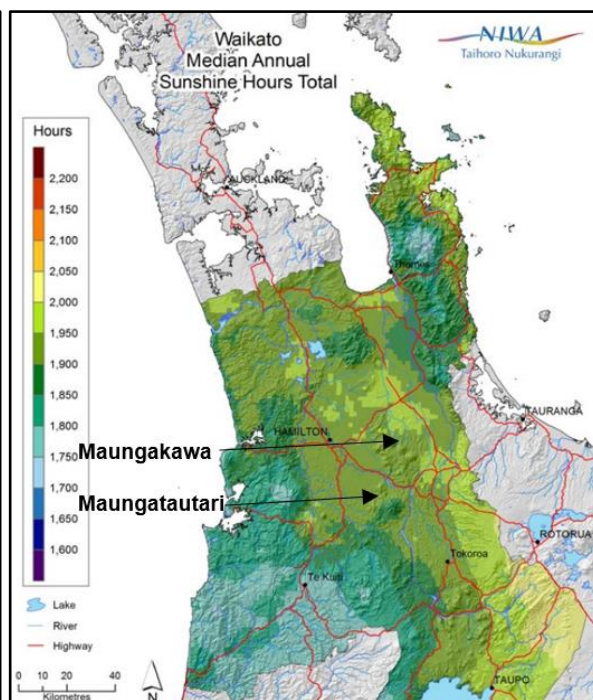 Waikato
Median Annual
Sunshine Hours Total
NIWA
Taihoro Nukurangi
Hours
2,200
2,150
2,100
2,050
2,000
1,950
1,900
1,850
1,800
1,750
1,700
1,650
1,600
AUCKLAND
Thames
TAURANGA
HAMILTON
Maungakawa
Maungatautari
ROTORUA
Tokoroa
Te Kuiti
TAUPO
Lake
River
Highway
0 10 20 40
Kilometres
N